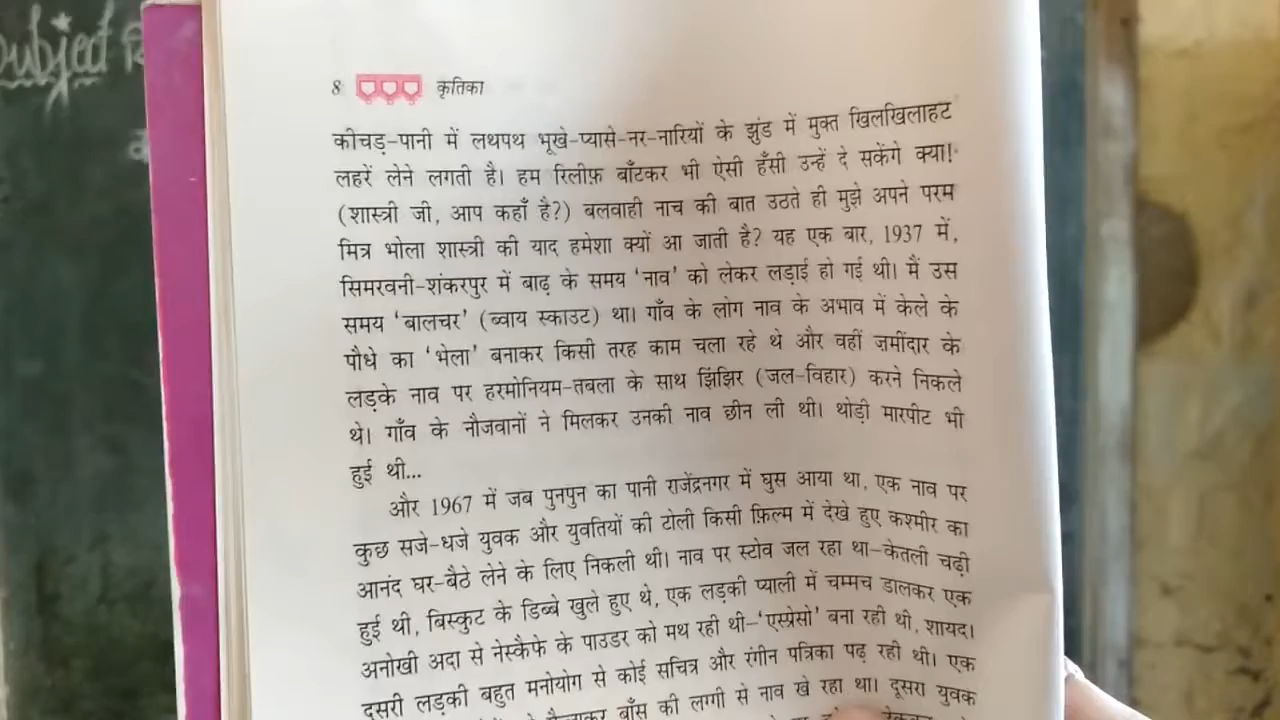 Subject
8 कृतिका
कीचड़-पानी में लथपथ भूखे-प्यासे-नर-नारियों के झुंड में मुक्त खिलखिलाहट
लहरें लेने लगती है। हम रिलीफ़ बाँटकर भी ऐसी हँसी उन्हें दे सकेंगे क्या!
(शास्त्री जी, आप कहाँ है?) बलवाही नाच की बात उठते ही मुझे अपने परम
मित्र भोला शास्त्री की याद हमेशा क्यों आ जाती है? यह एक बार, 1937 में,
सिमरवनी-शंकरपुर में बाढ़ के समय ‘नाव’ को लेकर लड़ाई हो गई थी। मैं उस
समय ‘बालचर’ (ब्वाय स्काउट) था। गाँव के लोग नाव के अभाव में केले के
पौधे का ‘भेला’ बनाकर किसी तरह काम चला रहे थे और वहीं ज़मींदार के
लड़के नाव पर हरमोनियम-तबला के साथ झिंझिर (जल-विहार) करने निकले
थे। गाँव के नौजवानों ने मिलकर उनकी नाव छीन ली थी। थोड़ी मारपीट भी
हुई थी...
और 1967 में जब पुनपुन का पानी राजेंद्रनगर में घुस आया था, एक नाव पर
कुछ सजे-धजे युवक और युवतियों की टोली किसी फ़िल्म में देखे हुए कश्मीर का
आनंद घर-बैठे लेने के लिए निकली थी। नाव पर स्टोव जल रहा था-केतली चढ़ी
हुई थी, बिस्कुट के डिब्बे खुले हुए थे, एक लड़की प्याली में चम्मच डालकर एक
अनोखी अदा से नेस्कैफे के पाउडर को मथ रही थी-‘एस्प्रेसो’ बना रही थी, शायद।
दूसरी लड़की बहुत मनोयोग से कोई सचित्र और रंगीन पत्रिका पढ़ रही थी। एक
बाँस की लग्गी से नाव खे रहा था। दूसरा युवक